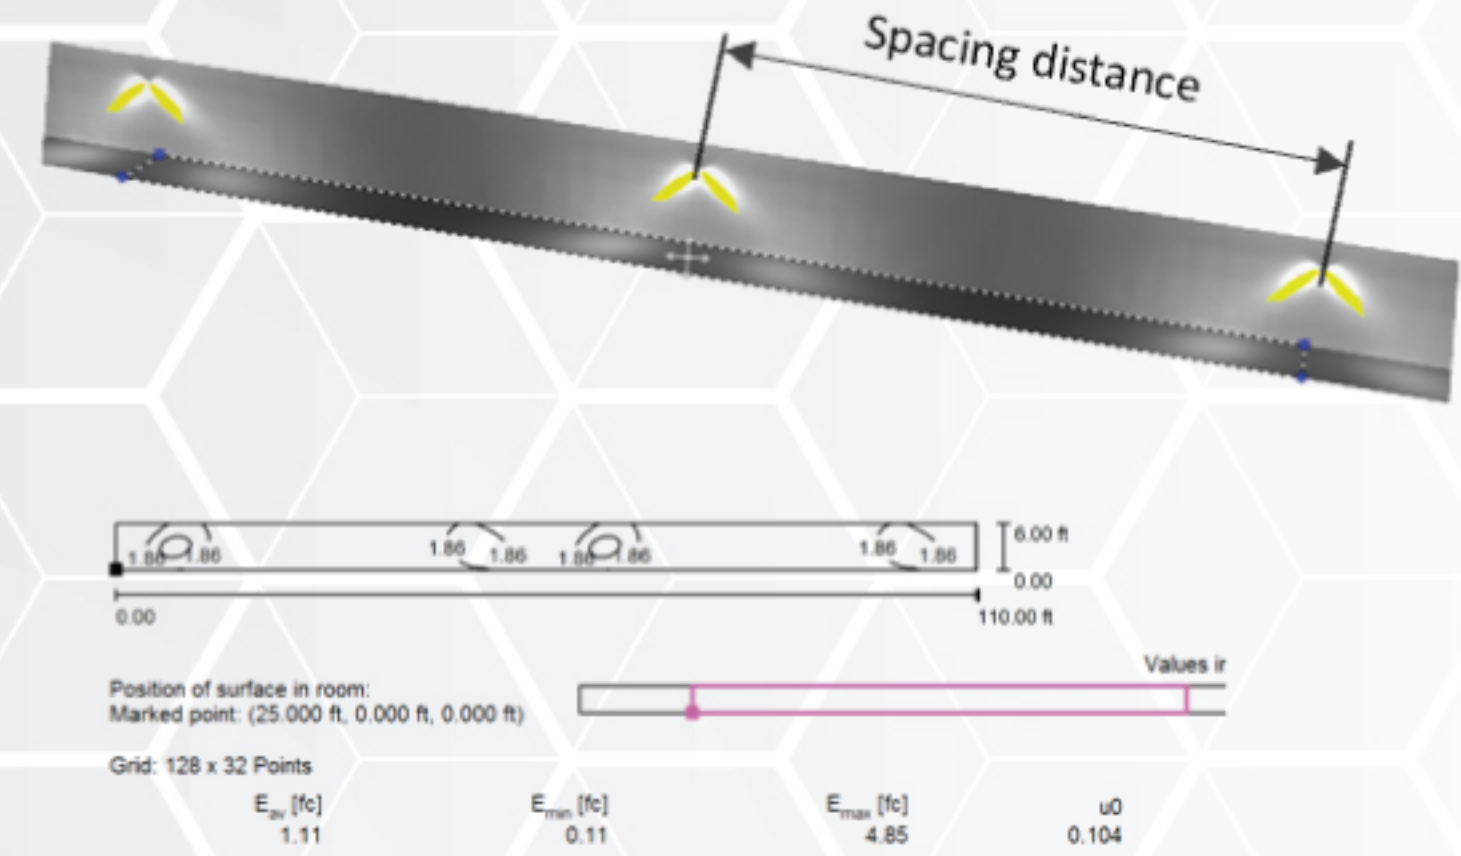 Spacing distance
1.86 1.86 1.86 1.86 1.86 1.86 1.86 1.86
6.00 ft
0.00
0.00 110.00 ft
Values ir
Position of surface in room:
Marked point: (25.000 ft, 0.000 ft, 0.000 ft)
Grid: 128 x 32 Points
Eav [fc] Emin [fc] Emax [fc] u0
1.11 0.11 4.85 0.104